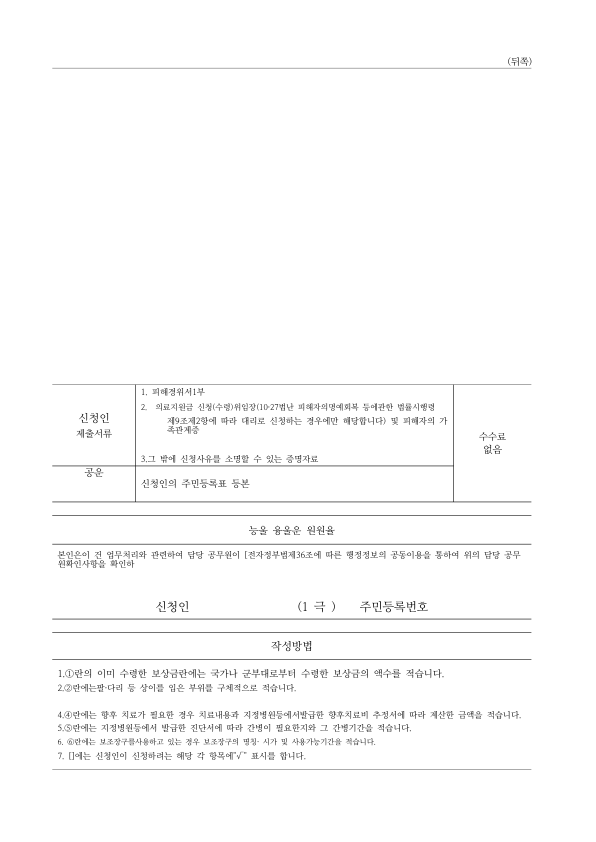 (뒤쪽)
신청인
제출서류
1. 피해경위서1부
2. 의료지원금 신청(수령)위임장(10·27법난 피해자의명예회복 등에관한 법률시행령
제9조제2항에 따라 대리로 신청하는 경우에만 해당합니다) 및 피해자의 가
족관계증
3.그 밖에 신청사유를 소명할 수 있는 증명자료
수수료
없음
공운
신청인의 주민등록표 등본
능울 융울운 원원율
본인은이 건 업무처리와 관련하여 담당 공무원이 [전자정부법제36조에 따른 행정정보의 공동이용을 통하여 위의 담당 공무
원확인사항을 확인하
신청인 (1 극 ) 주민등록번호
작성방법
1.①란의 이미 수령한 보상금란에는 국가나 군부대로부터 수령한 보상금의 액수를 적습니다.
2.②란에는팔·다리 등 상이를 입은 부위를 구체적으로 적습니다.
4.④란에는 향후 치료가 필요한 경우 치료내용과 지정병원등에서발급한 향후치료비 추정서에 따라 계산한 금액을 적습니다.
5.⑤란에는 지정병원등에서 발급한 진단서에 따라 간병이 필요한지와 그 간병기간을 적습니다.
6. ⑥란에는 보조장구를사용하고 있는 경우 보조장구의 명칭· 시가 및 사용가능기간을 적습니다.
7. []에는 신청인이 신청하려는 해당 각 항목에"√" 표시를 합니다.